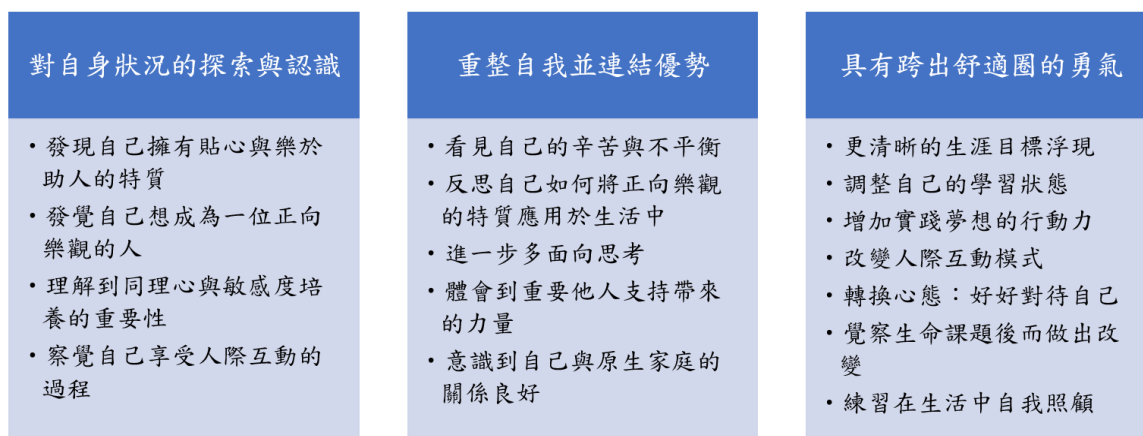 對自身狀況的探索與認識
• 發現自己擁有貼心與樂於
助人的特質
• 發覺自己想成為一位正向
樂觀的人
• 理解到同理心與敏感度培
養的重要性
• 察覺自己享受人際互動的
過程
重整自我並連結優勢
• 看見自己的辛苦與不平衡
• 反思自己如何將正向樂觀
的特質應用於生活中
• 進一步多面向思考
• 體會到重要他人支持帶來
的力量
• 意識到自己與原生家庭的
關係良好
具有跨出舒適圈的勇氣
• 更清晰的生涯目標浮現
• 調整自己的學習狀態
• 增加實踐夢想的行動力
• 改變人際互動模式
• 轉換心態：好好對待自己
• 覺察生命課題後而做出改
變
• 練習在生活中自我照顧